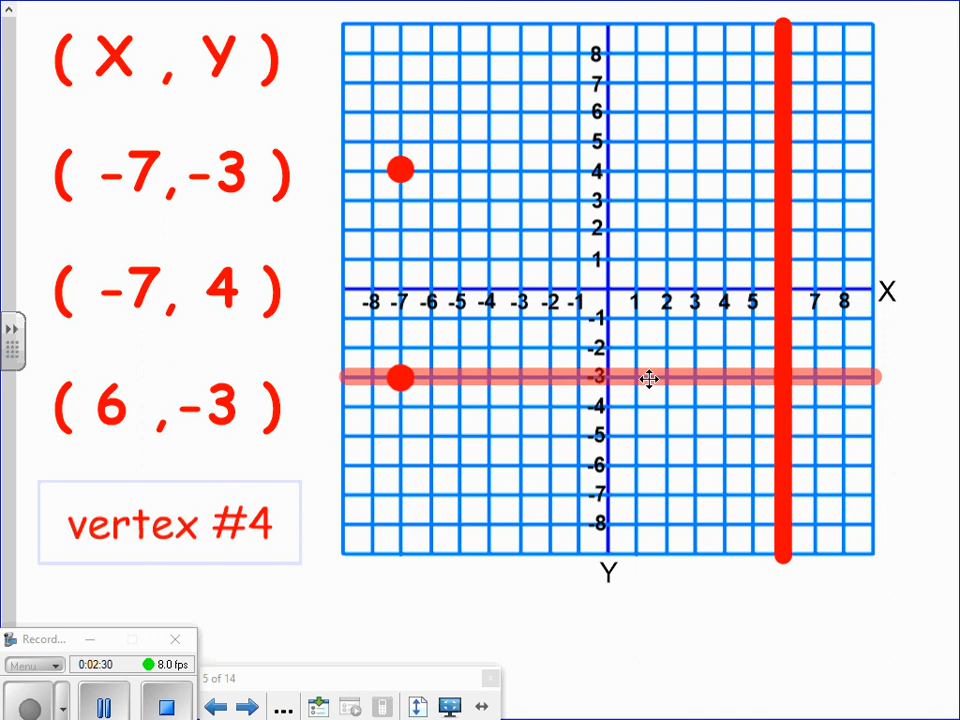 ( X , Y )
( -7,-3 )
( -7, 4 )
( 6 ,-3 )
vertex #4
8
7
6
5
4
3
2
1
-8 -7 -6 -5 -4 -3 -2 -1 1 2 3 4 5 7 8 X
-1
-2
-3
-4
-5
-6
-7
-8
Y
Record...
Menu 0:02:30 8.0 fps
5 of 14
...